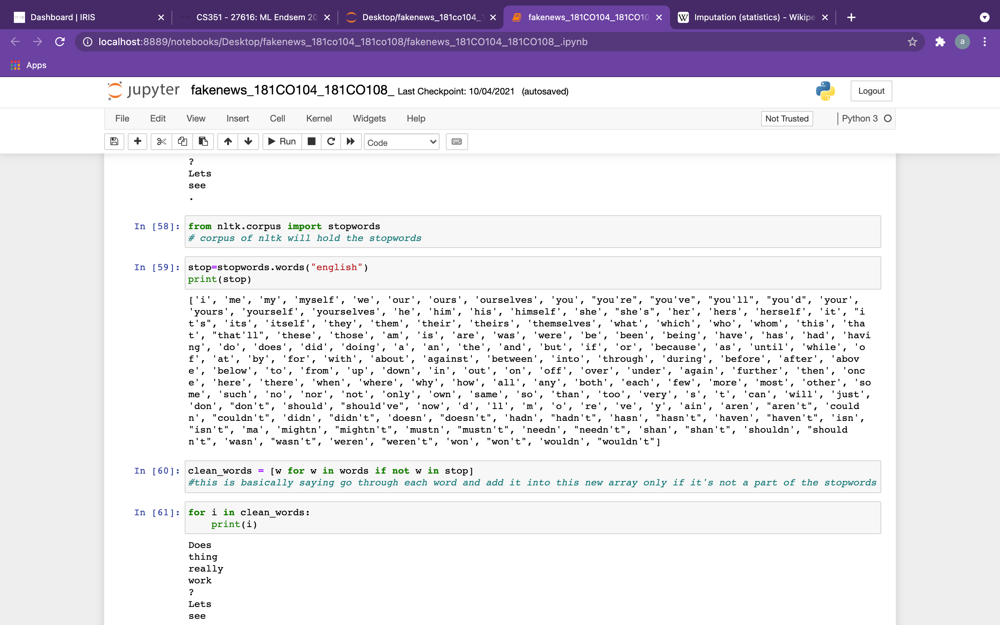 iris Dashboard | IRIS
iris CS351 - 27616: ML Endsem 20
Desktop/fakenews_181co104_1
fakenews_181CO104_181CO10
W Imputation (statistics) - Wikipe
localhost:8889/notebooks/Desktop/fakenews_181co104_181co108/fakenews_181CO104_181CO108_.ipynb
a
Apps
jupyter fakenews_181CO104_181CO108_ Last Checkpoint: 10/04/2021 (autosaved)
Logout
File Edit View Insert Cell Kernel Widgets Help
Not Trusted
Python 3
Run
Code
?
Lets
see
.
In [58]: from nltk.corpus import stopwords
# corpus of nltk will hold the stopwords
In [59]: stop=stopwords.words("english")
print(stop)
['i', 'me', 'my', 'myself', 'we', 'our', 'ours', 'ourselves', 'you', "you're", "you've", "you'll", "you'd", 'your',
'yours', 'yourself', 'yourselves', 'he', 'him', 'his', 'himself', 'she', "she's", 'her', 'hers', 'herself', 'it', "i
t's", 'its', 'itself', 'they', 'them', 'their', 'theirs', 'themselves', 'what', 'which', 'who', 'whom', 'this', 'tha
t', "that'll", 'these', 'those', 'am', 'is', 'are', 'was', 'were', 'be', 'been', 'being', 'have', 'has', 'had', 'havi
ng', 'do', 'does', 'did', 'doing', 'a', 'an', 'the', 'and', 'but', 'if', 'or', 'because', 'as', 'until', 'while', 'o
f', 'at', 'by', 'for', 'with', 'about', 'against', 'between', 'into', 'through', 'during', 'before', 'after', 'abov
e', 'below', 'to', 'from', 'up', 'down', 'in', 'out', 'on', 'off', 'over', 'under', 'again', 'further', 'then', 'onc
e', 'here', 'there', 'when', 'where', 'why', 'how', 'all', 'any', 'both', 'each', 'few', 'more', 'most', 'other', 'so
me', 'such', 'no', 'nor', 'not', 'only', 'own', 'same', 'so', 'than', 'too', 'very', 's', 't', 'can', 'will', 'just',
'don', "don't", 'should', "should've", 'now', 'd', 'll', 'm', 'o', 're', 've', 'y', 'ain', 'aren', "aren't", 'could
n', "couldn't", 'didn', "didn't", 'doesn', "doesn't", 'hadn', "hadn't", 'hasn', "hasn't", 'haven', "haven't", 'isn',
"isn't", 'ma', 'mightn', "mightn't", 'mustn', "mustn't", 'needn', "needn't", 'shan', "shan't", 'shouldn', "should
n't", 'wasn', "wasn't", 'weren', "weren't", 'won', "won't", 'wouldn', "wouldn't"]
In [60]: clean_words = [w for w in words if not w in stop]
#this is basically saying go through each word and add it into this new array only if it's not a part of the stopwords
In [61]: for i in clean_words:
print(i)
Does
thing
really
work
?
Lets
see